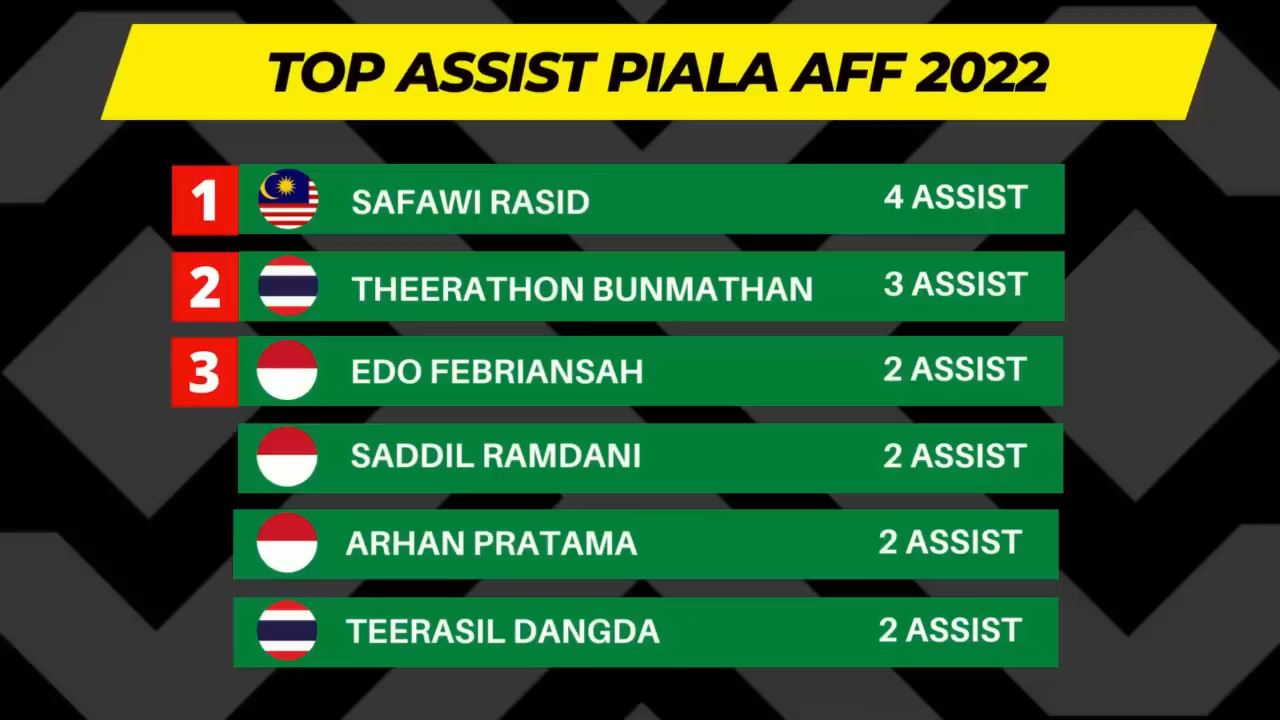 TOP ASSIST PIALA AFF 2022
1 SAFAWI RASID 4 ASSIST
2 THEERATHON BUNMATHAN 3 ASSIST
3 EDO FEBRIANSAH 2 ASSIST
SADDIL RAMDANI 2 ASSIST
ARHAN PRATAMA 2 ASSIST
TEERASIL DANGDA 2 ASSIST